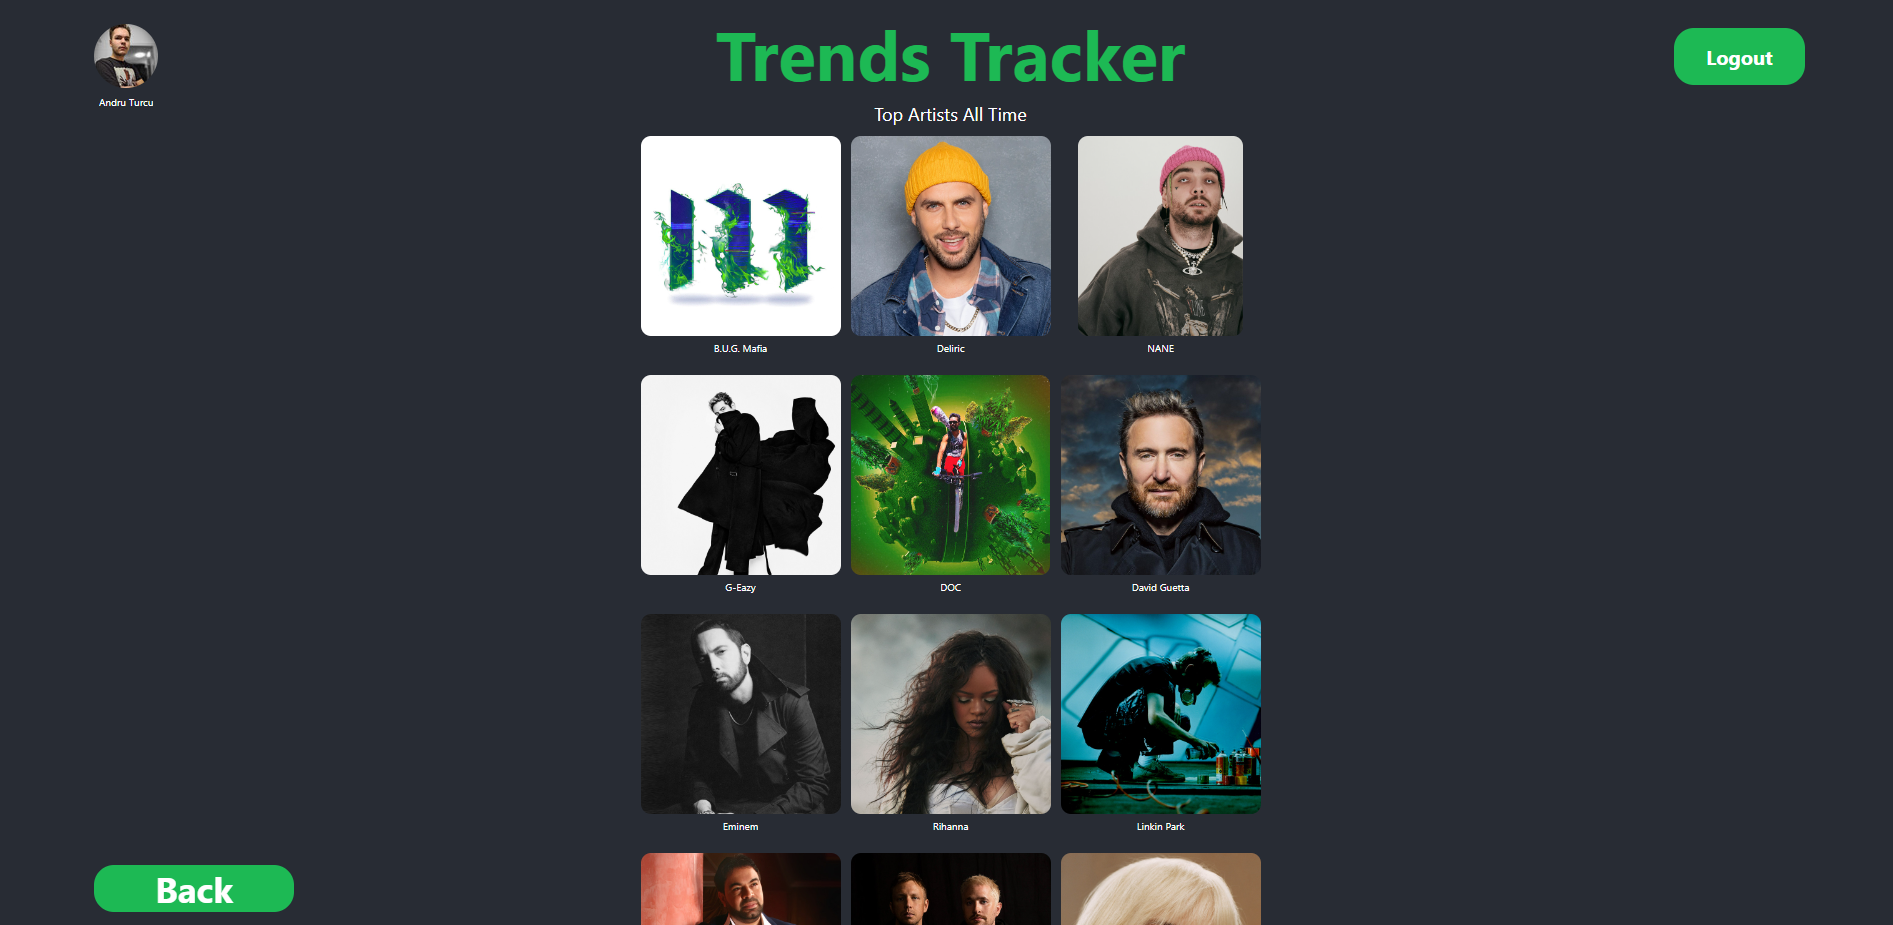 Trends Tracker
Logout
Andru Turcu
Top Artists All Time
B.U.G. Mafia
Deliric
NANE
G-Eazy
DOC
David Guetta
Eminem
Rihanna
Linkin Park
Back